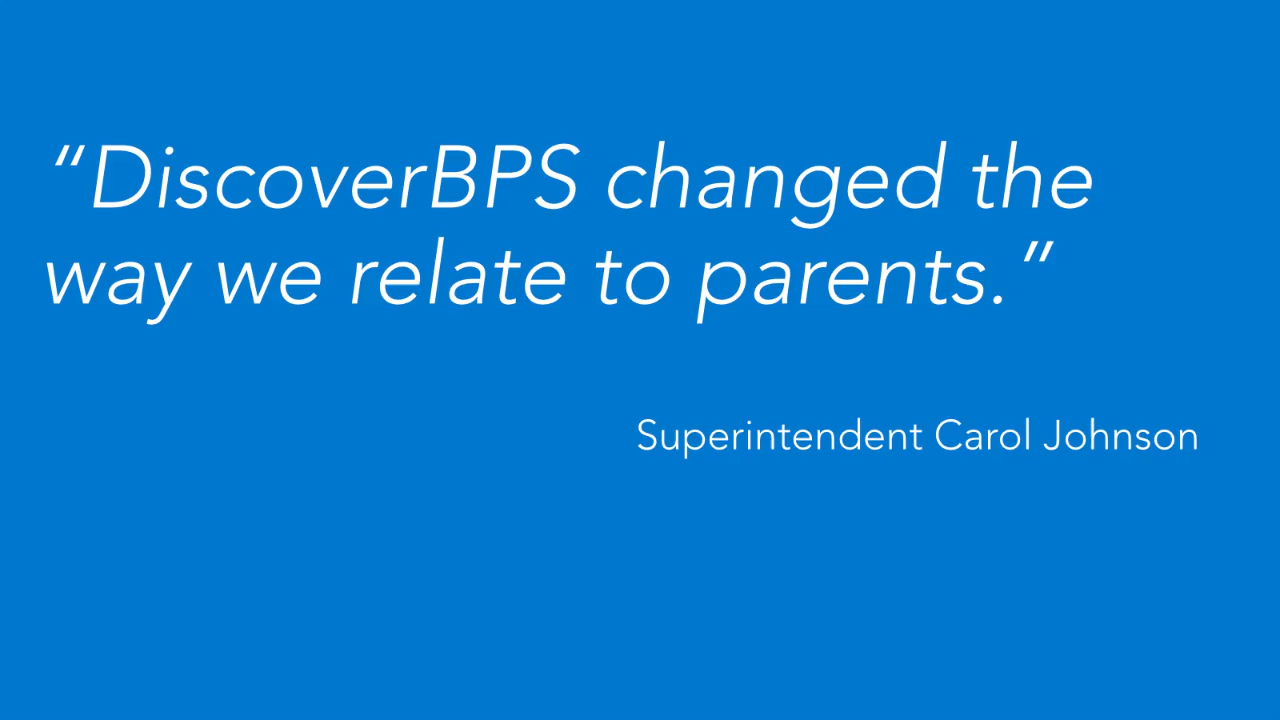 “DiscoverBPS changed the
way we relate to parents.”
Superintendent Carol Johnson